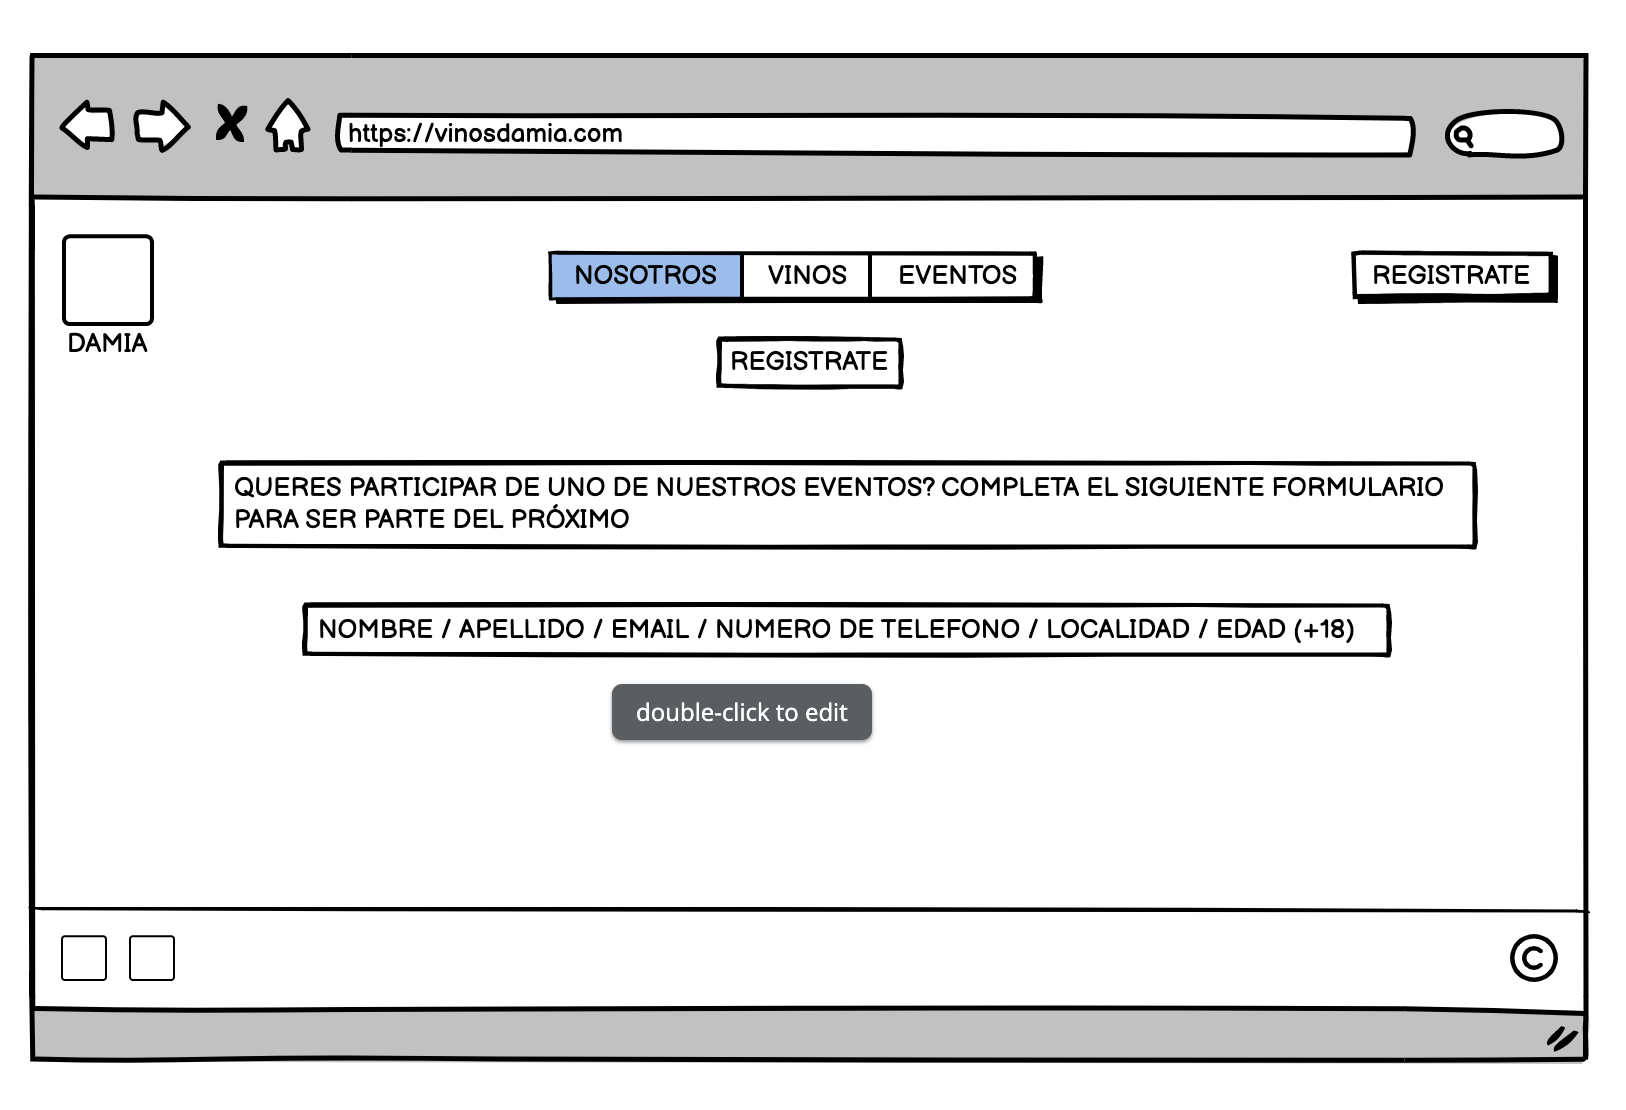 https://vinosdamia.com
NOSOTROS VINOS EVENTOS
REGISTRATE
DAMIA
REGISTRATE
QUERES PARTICIPAR DE UNO DE NUESTROS EVENTOS? COMPLETA EL SIGUIENTE FORMULARIO
PARA SER PARTE DEL PRÓXIMO
NOMBRE / APELLIDO / EMAIL / NUMERO DE TELEFONO / LOCALIDAD / EDAD (+18)
double-click to edit
©